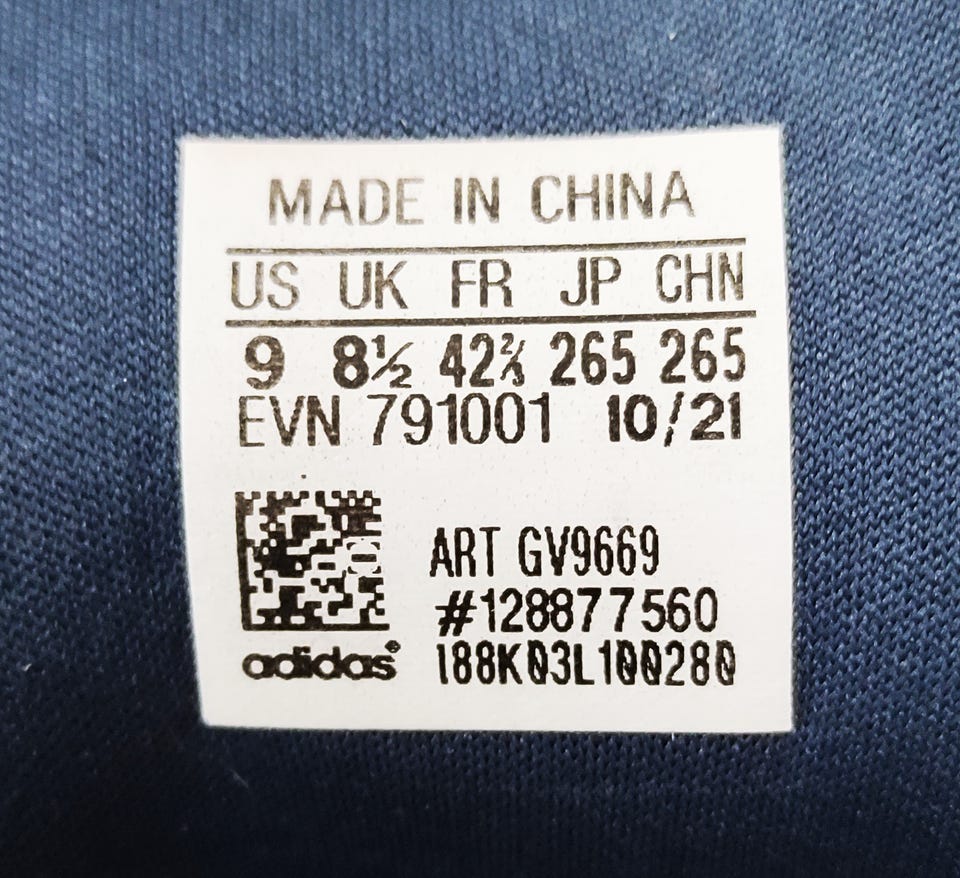 MADE IN CHINA
US UK FR JP CHN
9 8½ 42⅔ 265 265
EVN 791001 10/21
ART GV9669
#128877560
adidas®
188K03L100280